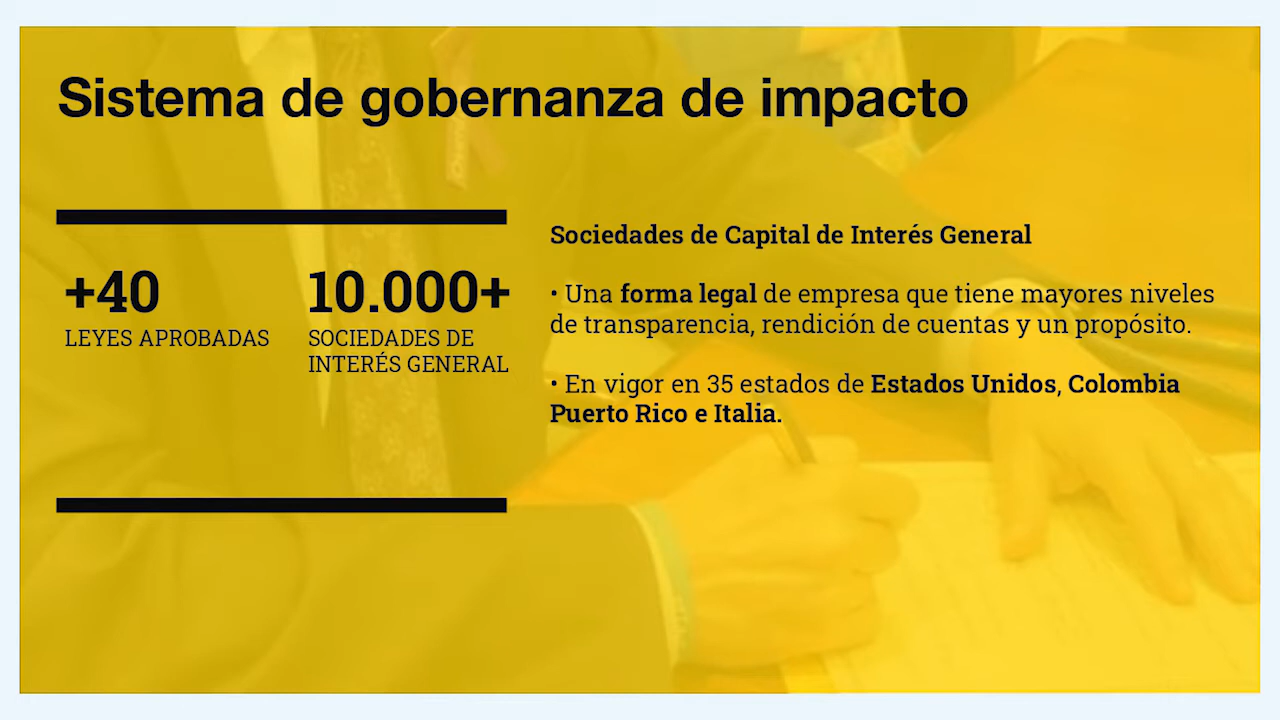 Sistema de gobernanza de impacto
+40
LEYES APROBADAS
10.000+
SOCIEDADES DE
INTERÉS GENERAL
Sociedades de Capital de Interés General
• Una forma legal de empresa que tiene mayores niveles
de transparencia, rendición de cuentas y un propósito.
• En vigor en 35 estados de Estados Unidos, Colombia
Puerto Rico e Italia.